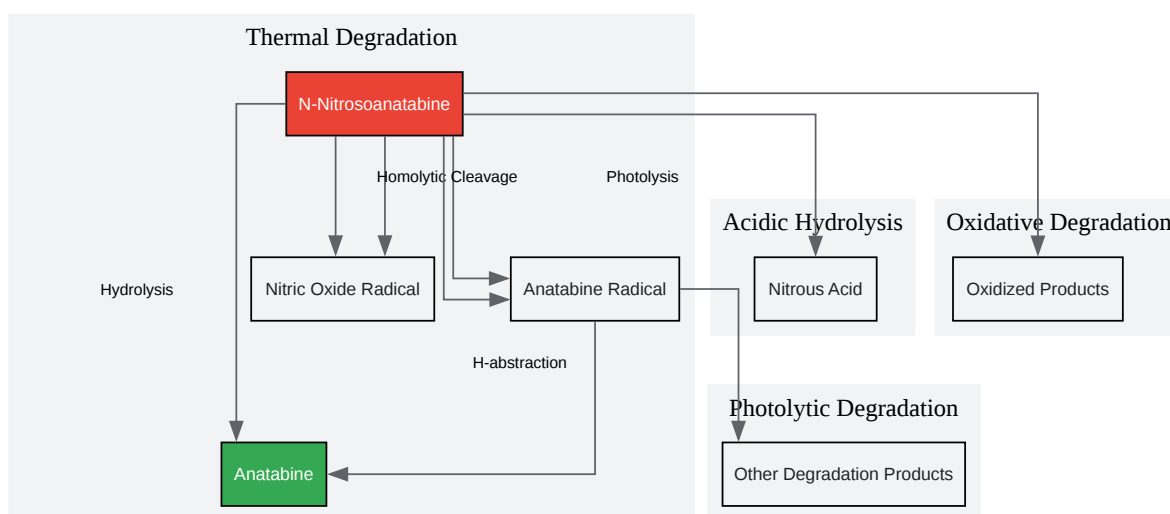 Thermal Degradation
N-Nitrosoanatabine
Homolytic Cleavage
Photolysis
Acidic Hydrolysis
Oxidative Degradation
Hydrolysis
Nitric Oxide Radical
Anatabine Radical
Nitrous Acid
Oxidized Products
H-abstraction
Photolytic Degradation
Anatabine
Other Degradation Products